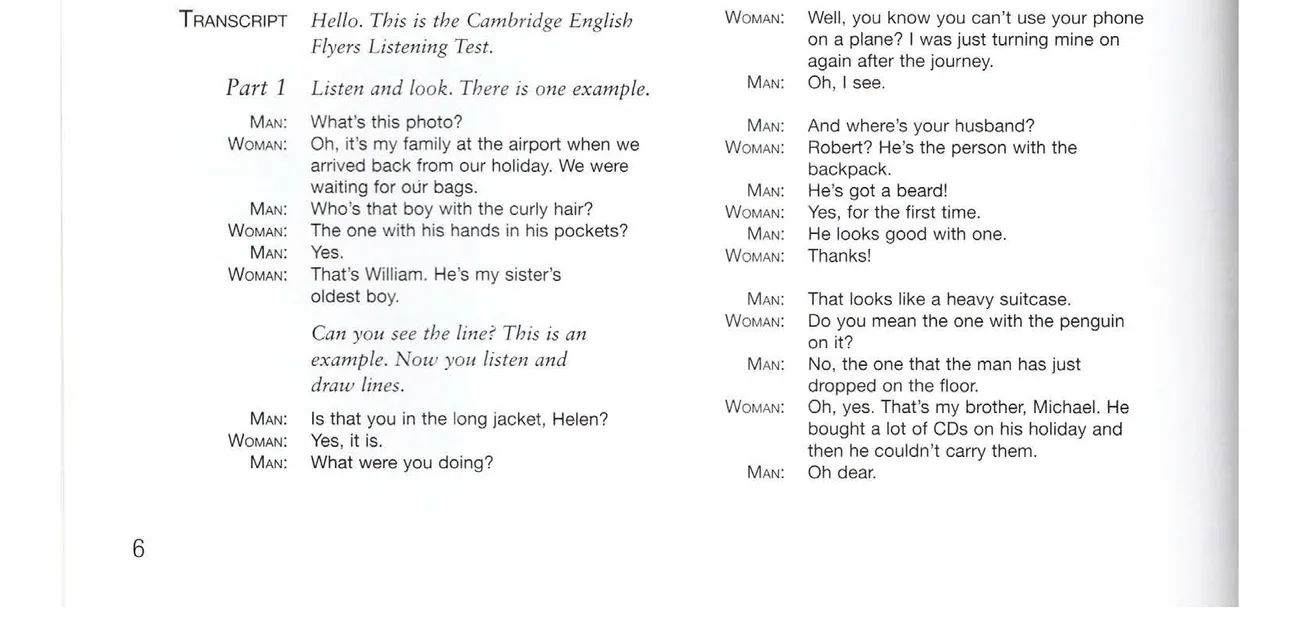 TRANSCRIPT Hello. This is the Cambridge English
Flyers Listening Test.
Part 1 Listen and look. There is one example.
MAN: What's this photo?
WOMAN: Oh, it's my family at the airport when we
arrived back from our holiday. We were
waiting for our bags.
MAN: Who's that boy with the curly hair?
WOMAN: The one with his hands in his pockets?
MAN: Yes.
WOMAN: That's William. He's my sister's
oldest boy.
Can you see the line? This is an
example. Now you listen and
draw lines.
MAN: Is that you in the long jacket, Helen?
WOMAN: Yes, it is.
MAN: What were you doing?
WOMAN: Well, you know you can't use your phone
on a plane? I was just turning mine on
again after the journey.
MAN: Oh, I see.
MAN: And where's your husband?
WOMAN: Robert? He's the person with the
backpack.
MAN: He's got a beard!
WOMAN: Yes, for the first time.
MAN: He looks good with one.
WOMAN: Thanks!
MAN: That looks like a heavy suitcase.
WOMAN: Do you mean the one with the penguin
on it?
MAN: No, the one that the man has just
dropped on the floor.
WOMAN: Oh, yes. That's my brother, Michael. He
bought a lot of CDs on his holiday and
then he couldn't carry them.
MAN: Oh dear.
6